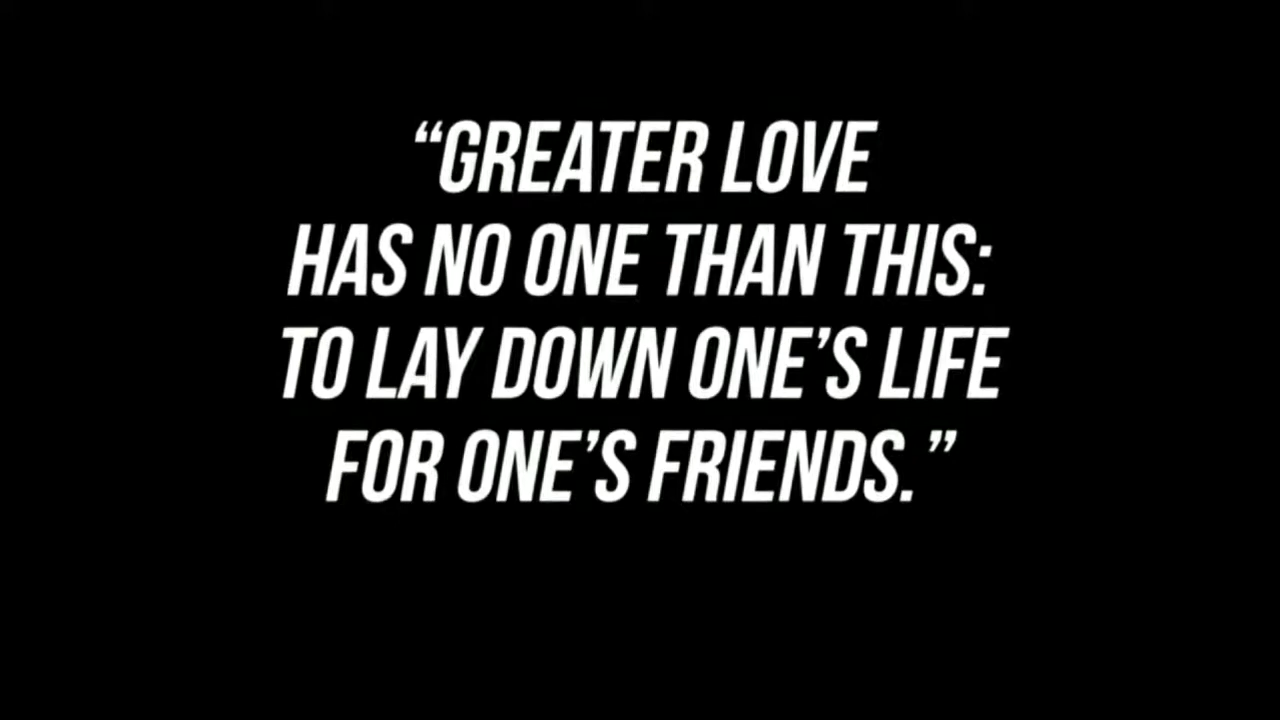 “GREATER LOVE
HAS NO ONE THAN THIS:
TO LAY DOWN ONE’S LIFE
FOR ONE’S FRIENDS.”